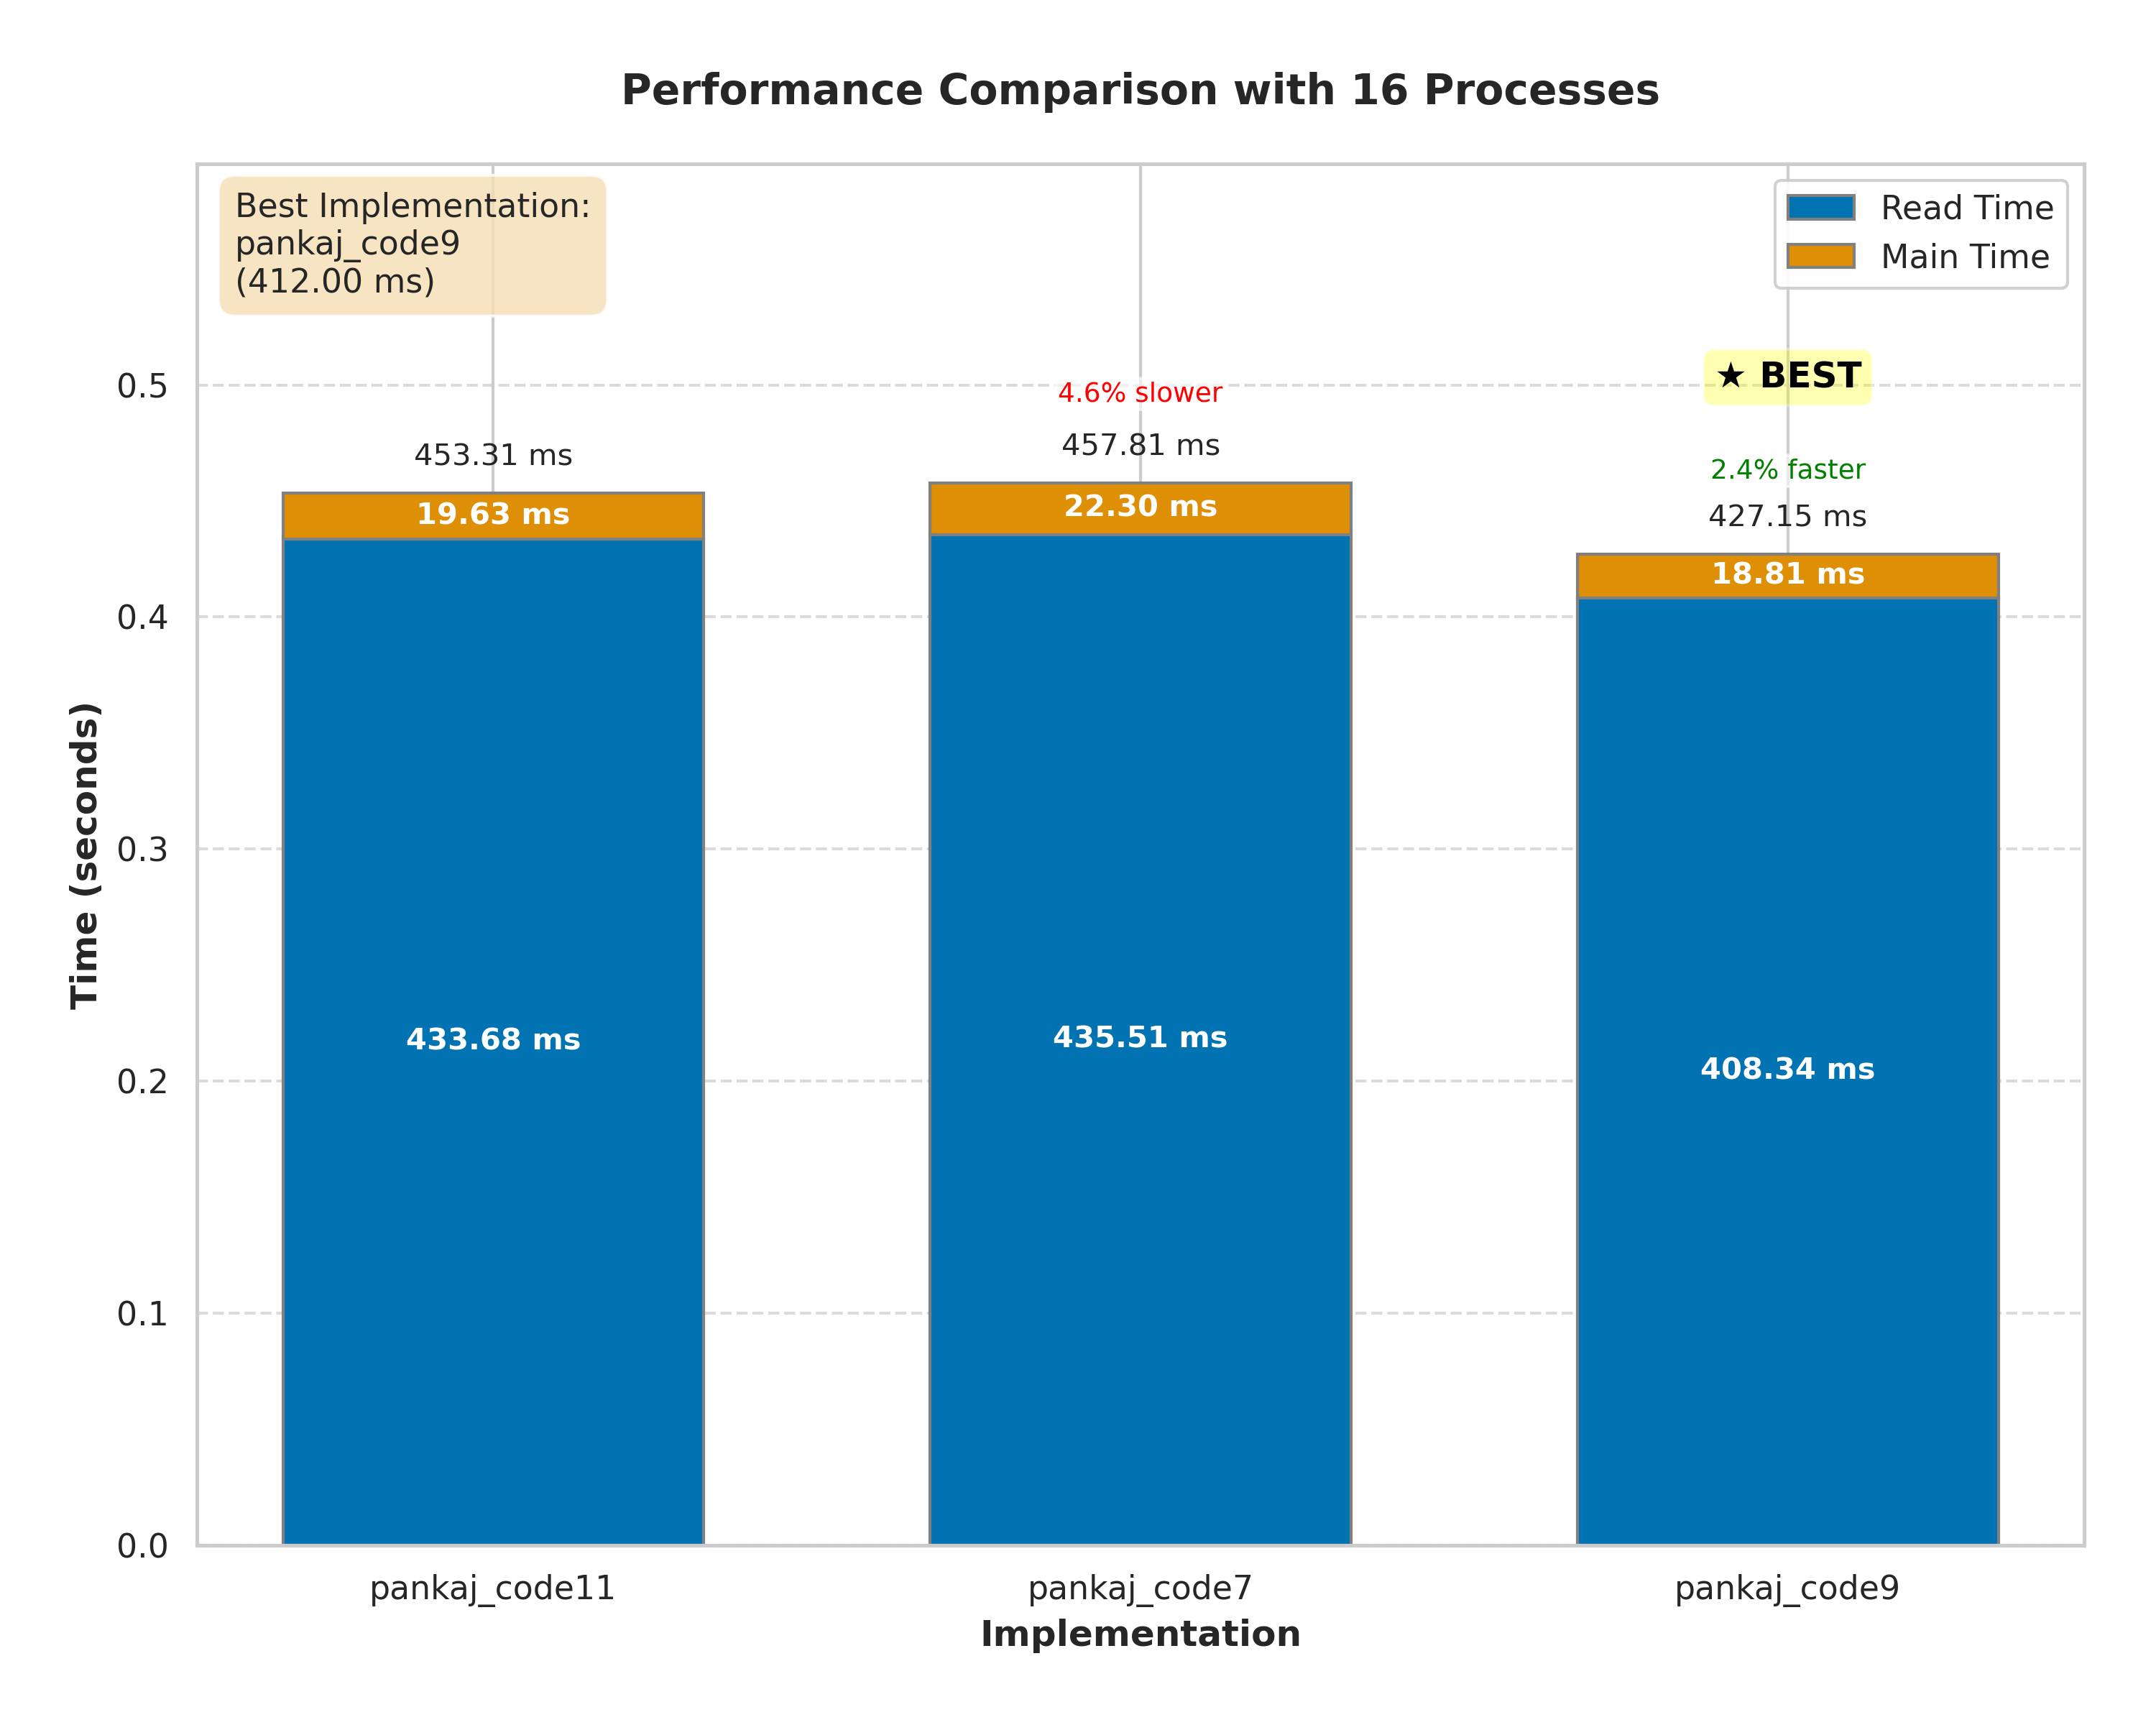 Performance Comparison with 16 Processes
Best Implementation:
pankaj_code9
(412.00 ms)
Read Time
Main Time
★ BEST
4.6% slower
2.4% faster
453.31 ms
457.81 ms
427.15 ms
19.63 ms
22.30 ms
18.81 ms
433.68 ms
435.51 ms
408.34 ms
Time (seconds)
0.5
0.4
0.3
0.2
0.1
0.0
pankaj_code11
pankaj_code7
pankaj_code9
Implementation